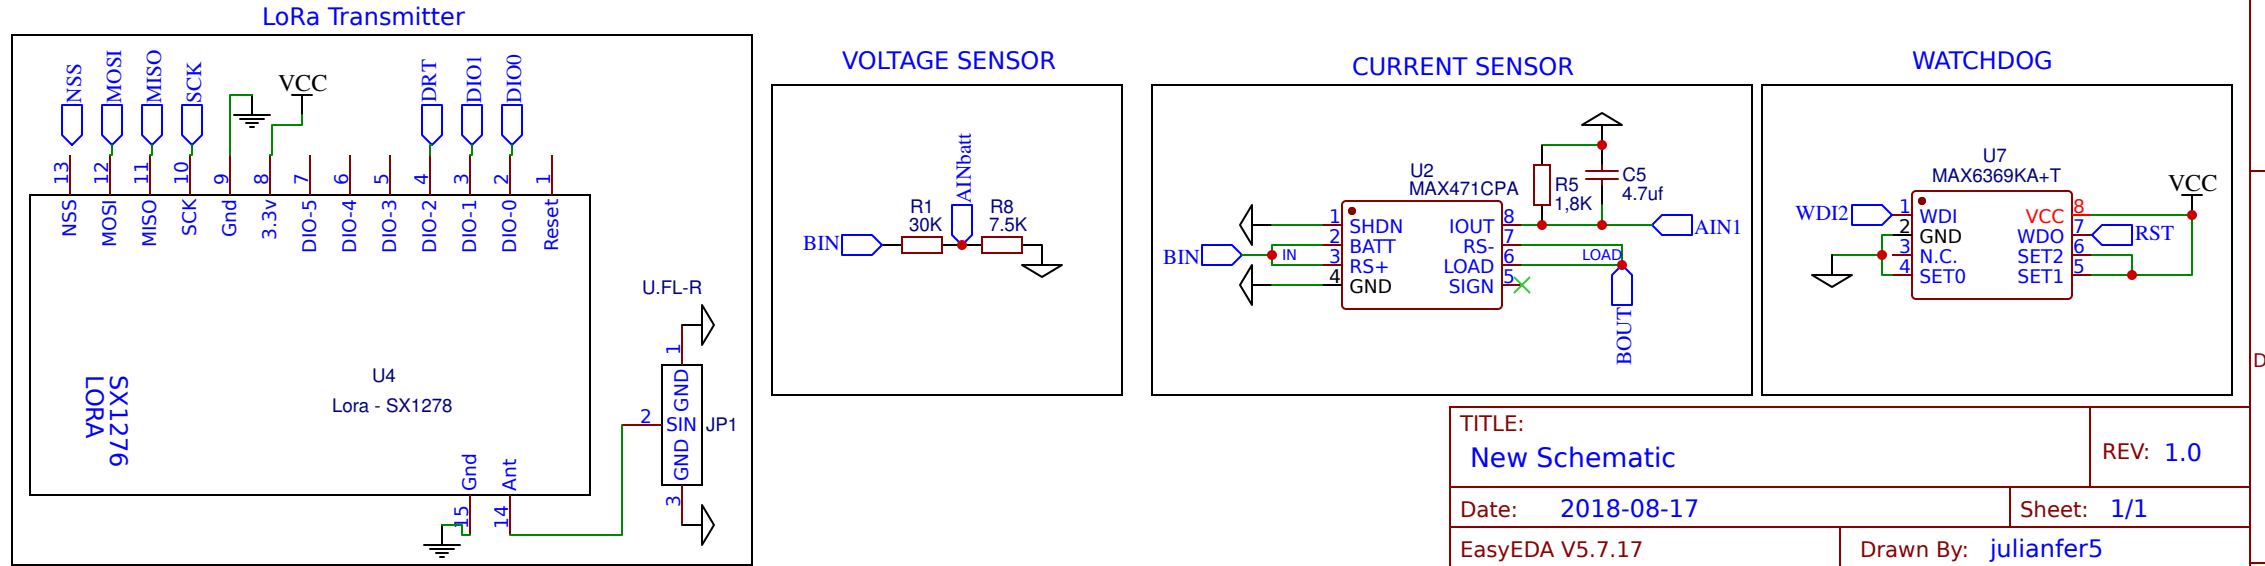 LoRa Transmitter
NSS
MOSI
MISO
SCK
VCC
DRT
DIO1
DIO0
13
12
11
10
9
8
7
6
5
4
3
2
1
NSS
MOSI
MISO
SCK
Gnd
3.3v
DIO-5
DIO-4
DIO-3
DIO-2
DIO-1
DIO-0
Reset
SX1276
LORA
U4
Lora - SX1278
Gnd
Ant
15
14
U.FL-R
1
GND
2
SIN
JP1
GND
3
VOLTAGE SENSOR
AINbatt
R1
30K
R8
7.5K
BIN
CURRENT SENSOR
U2
MAX471CPA
R5
1,8K
C5
4.7uf
BIN
IN
1
2
3
4
SHDN
BATT
RS+
GND
IOUT
RS-
LOAD
SIGN
8
7
6
5
LOAD
AIN1
BOUT
WATCHDOG
U7
MAX6369KA+T
VCC
WDI2
1
2
3
4
WDI
GND
N.C.
SET0
VCC
WDO
SET2
SET1
8
7
6
5
RST
D
TITLE:
New Schematic
REV: 1.0
Date: 2018-08-17
Sheet: 1/1
EasyEDA V5.7.17
Drawn By: julianfer5